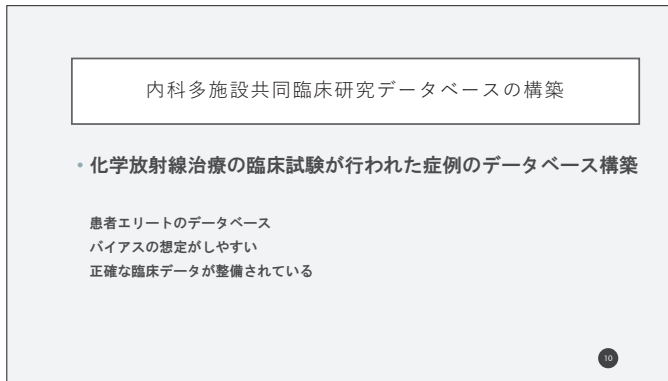 内科多施設共同臨床研究データベースの構築
• 化学放射線治療の臨床試験が行われた症例のデータベース構築
患者エリートのデータベース
バイアスの想定がしやすい
正確な臨床データが整備されている
10